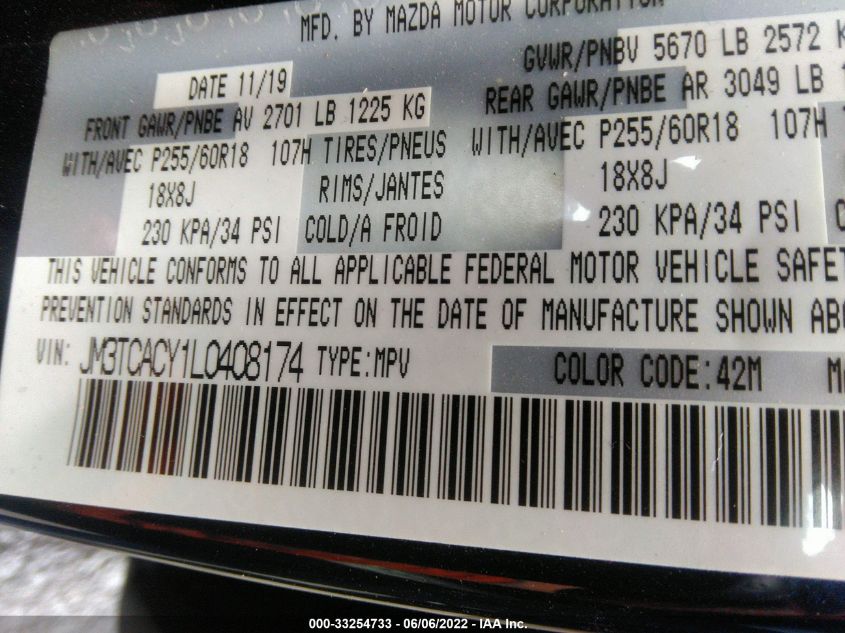 MFD. BY MAZDA MOTOR CORPORATION
DATE 11/19
GVWR/PNBV 5670 LB 2572 K
FRONT GAWR/PNBE AV 2701 LB 1225 KG
REAR GAWR/PNBE AR 3049 LB
WITH/AVEC P255/60R18 107H TIRES/PNEUS WITH/AVEC P255/60R18 107H
18X8J RIMS/JANTES 18X8J
230 KPA/34 PSI COLD/A FROID 230 KPA/34 PSI
THIS VEHICLE CONFORMS TO ALL APPLICABLE FEDERAL MOTOR VEHICLE SAFET
PREVENTION STANDARDS IN EFFECT ON THE DATE OF MANUFACTURE SHOWN ABO
VIN: JM3TCACY1L0408174 TYPE:MPV COLOR CODE:42M
000-33254733 - 06/06/2022 - IAA Inc.